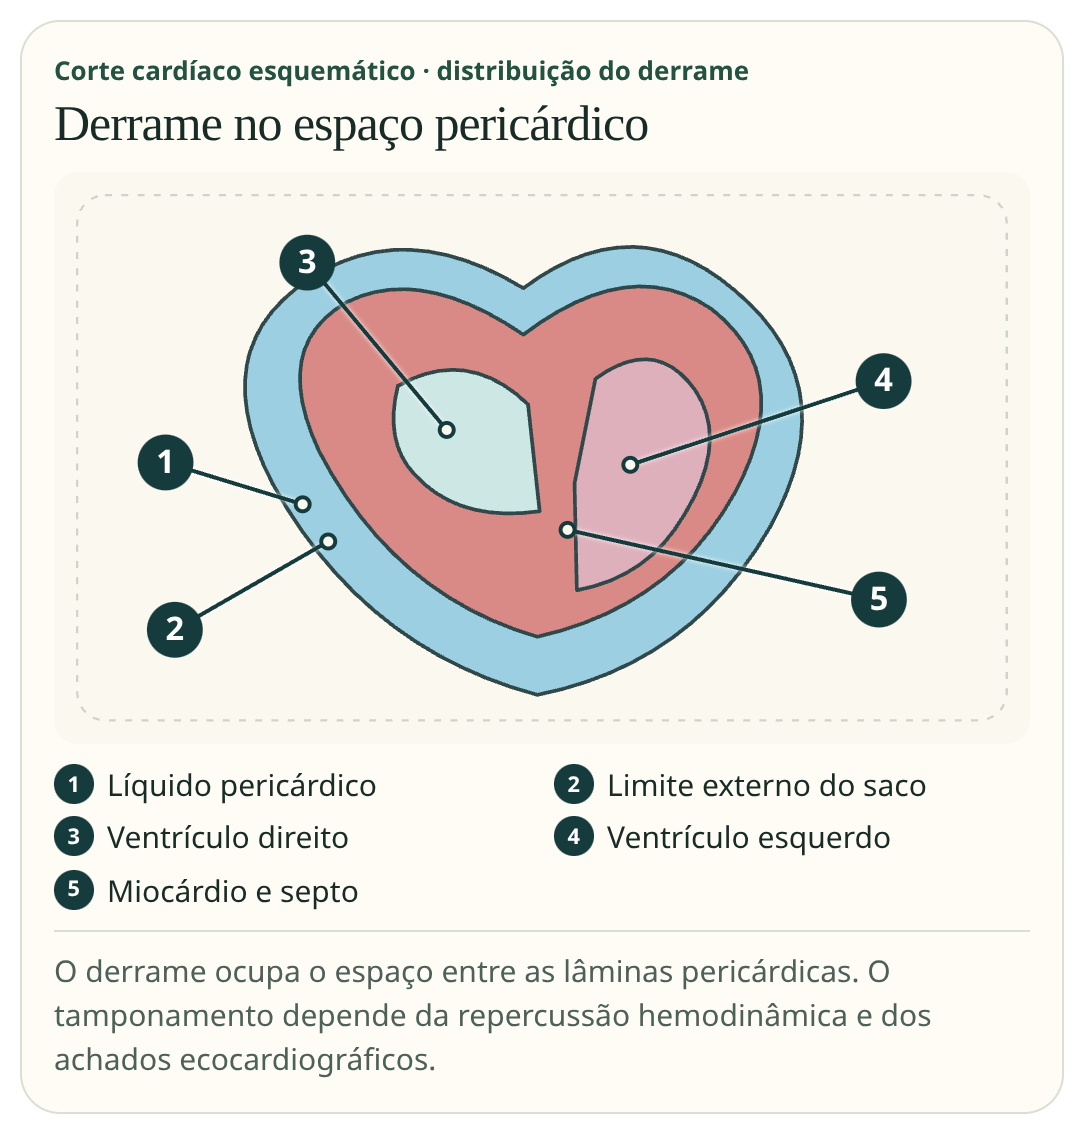 Corte cardíaco esquemático · distribuição do derrame
Derrame no espaço pericárdico
3
4
1
5
2
1 Líquido pericárdico
2 Limite externo do saco
3 Ventrículo direito
4 Ventrículo esquerdo
5 Miocárdio e septo
O derrame ocupa o espaço entre as lâminas pericárdicas. O
tamponamento depende da repercussão hemodinâmica e dos
achados ecocardiográficos.